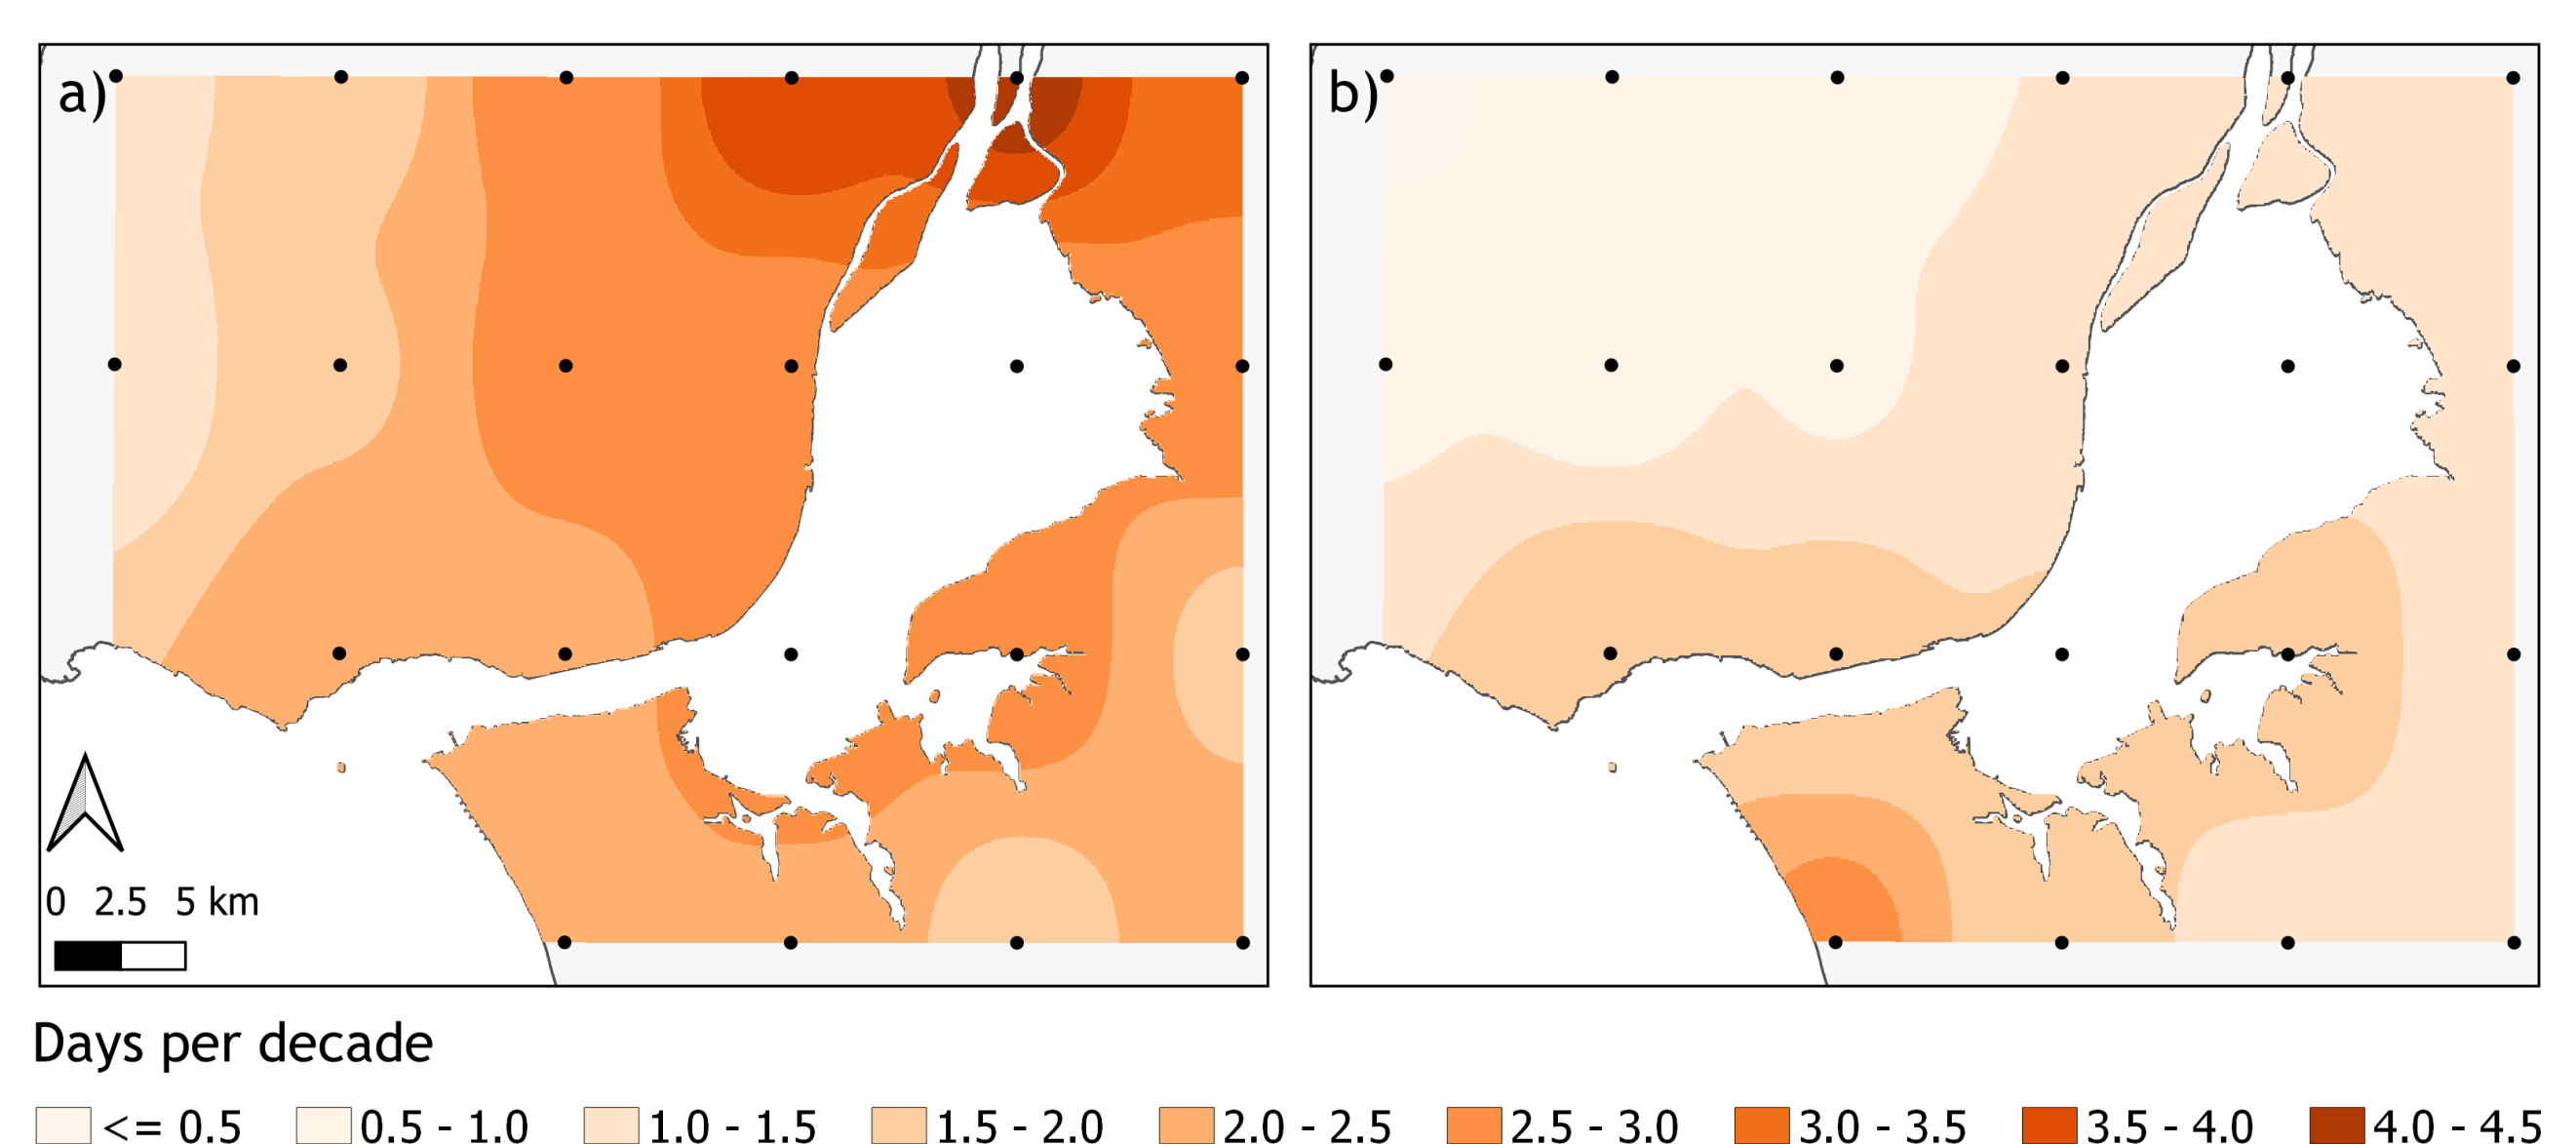 a)
b)
0 2.5 5 km
Days per decade
<= 0.5 0.5 - 1.0 1.0 - 1.5 1.5 - 2.0 2.0 - 2.5 2.5 - 3.0 3.0 - 3.5 3.5 - 4.0 4.0 - 4.5